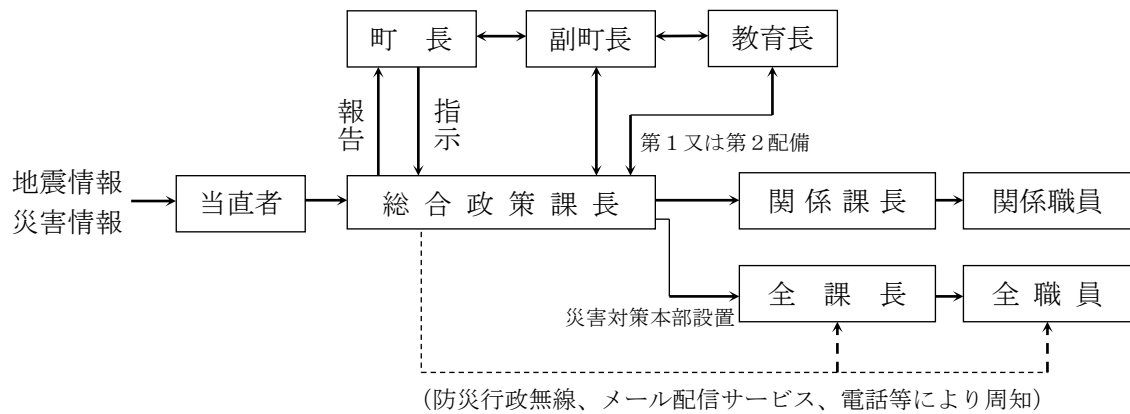 町 長
副町長
教育長
報告
指示
第1又は第2配備
地震情報
災害情報
当直者
総 合 政 策 課 長
関 係 課 長
関係職員
全 課 長
全 職 員
災害対策本部設置
(防災行政無線、メール配信サービス、電話等により周知)